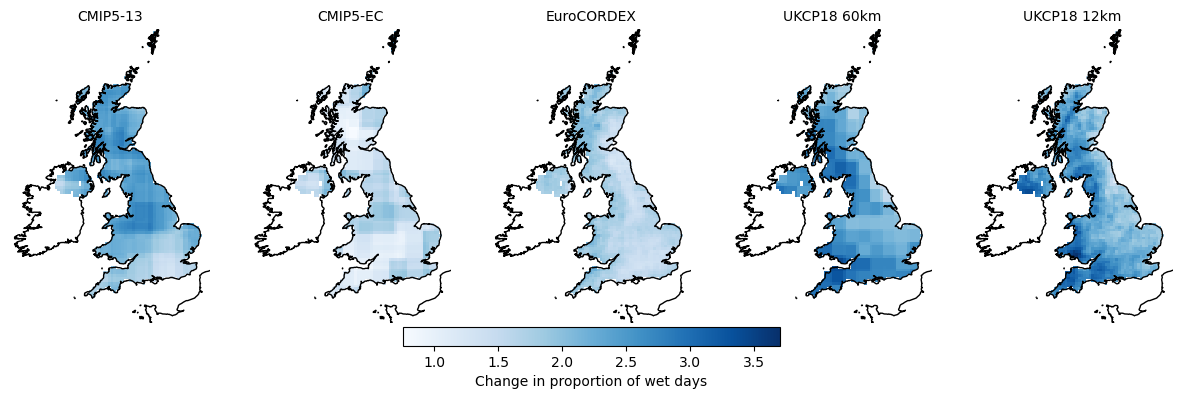 CMIP5-13 CMIP5-EC EuroCORDEX UKCP18 60km UKCP18 12km
1.0 1.5 2.0 2.5 3.0 3.5
Change in proportion of wet days